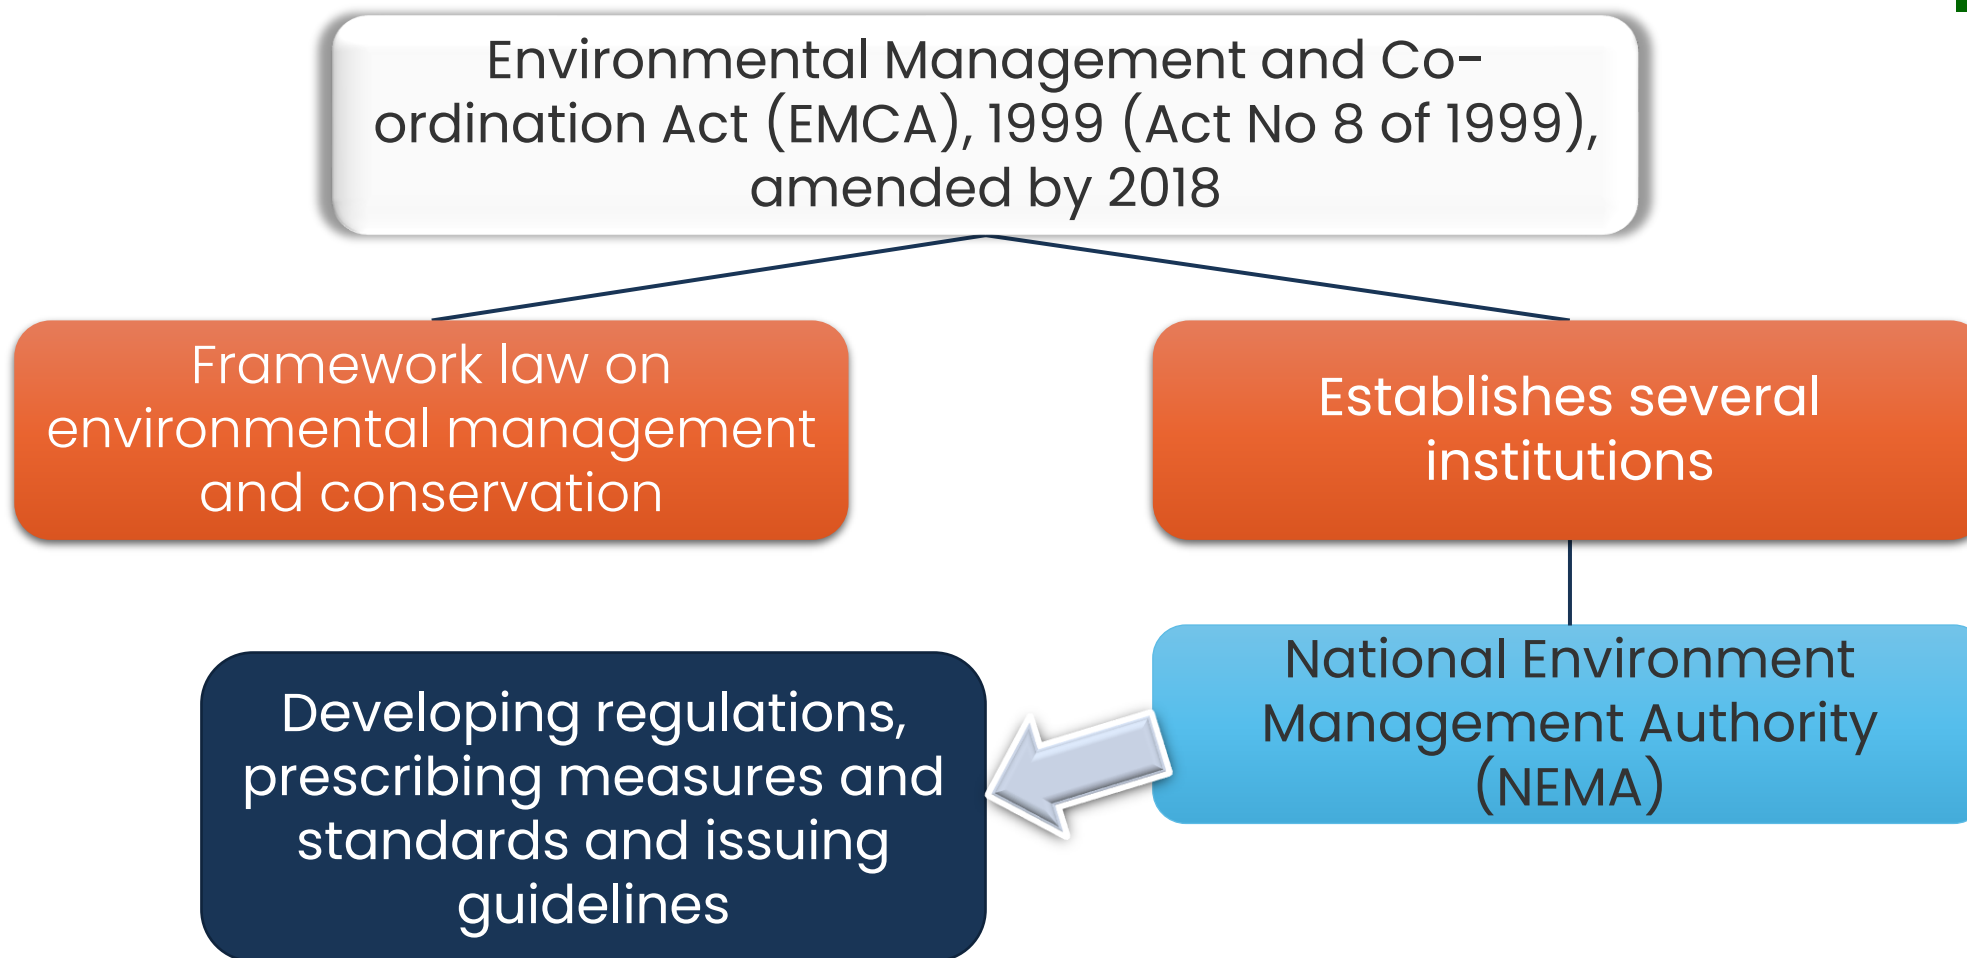 Environmental Management and Co-
ordination Act (EMCA), 1999 (Act No 8 of 1999),
amended by 2018
Framework law on
environmental management
and conservation
Establishes several
institutions
National Environment
Management Authority
(NEMA)
Developing regulations,
prescribing measures and
standards and issuing
guidelines